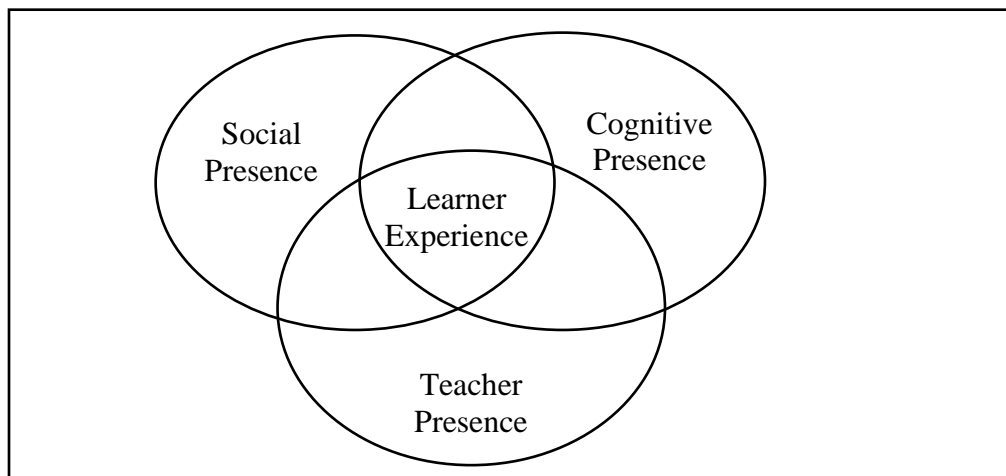 Social
Presence
Cognitive
Presence
Learner
Experience
Teacher
Presence